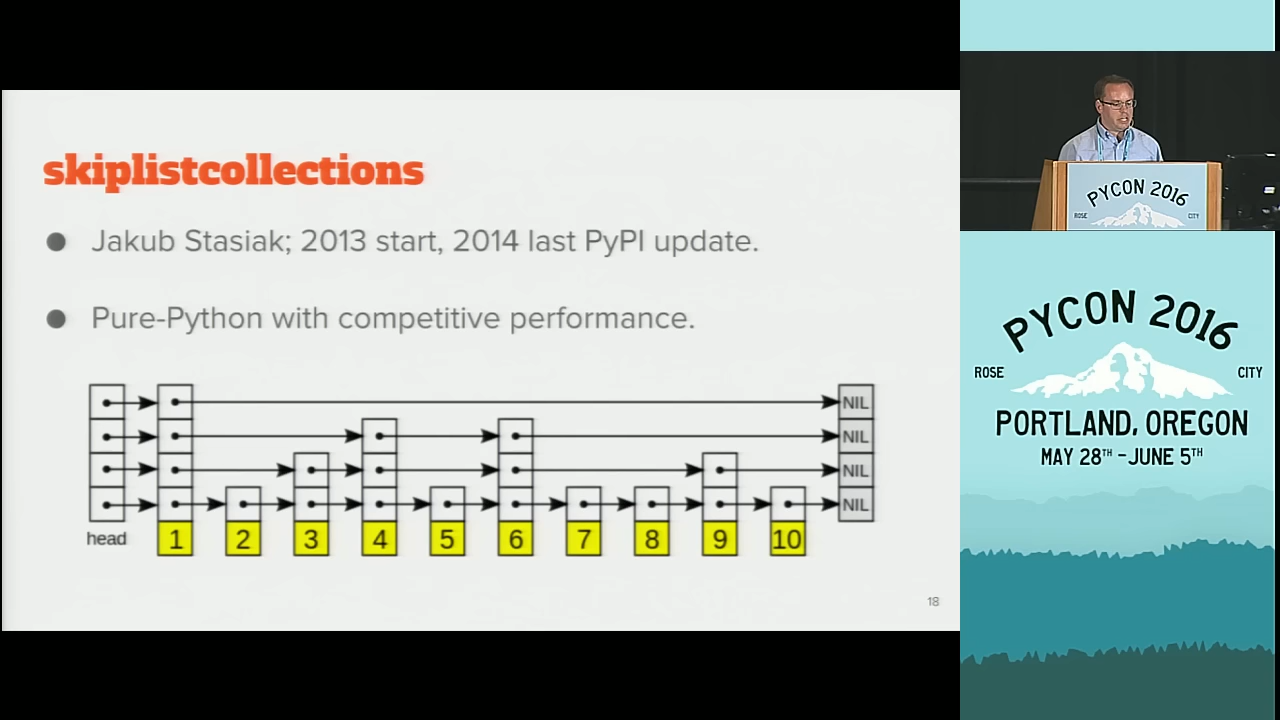 skiplistcollections
● Jakub Stasiak; 2013 start, 2014 last PyPI update.
● Pure-Python with competitive performance.
NIL
NIL
NIL
NIL
head 1 2 3 4 5 6 7 8 9 10
18
PYCON 2016
ROSE CITY
PYCON 2016
ROSE CITY
PORTLAND, OREGON
MAY 28TH - JUNE 5TH